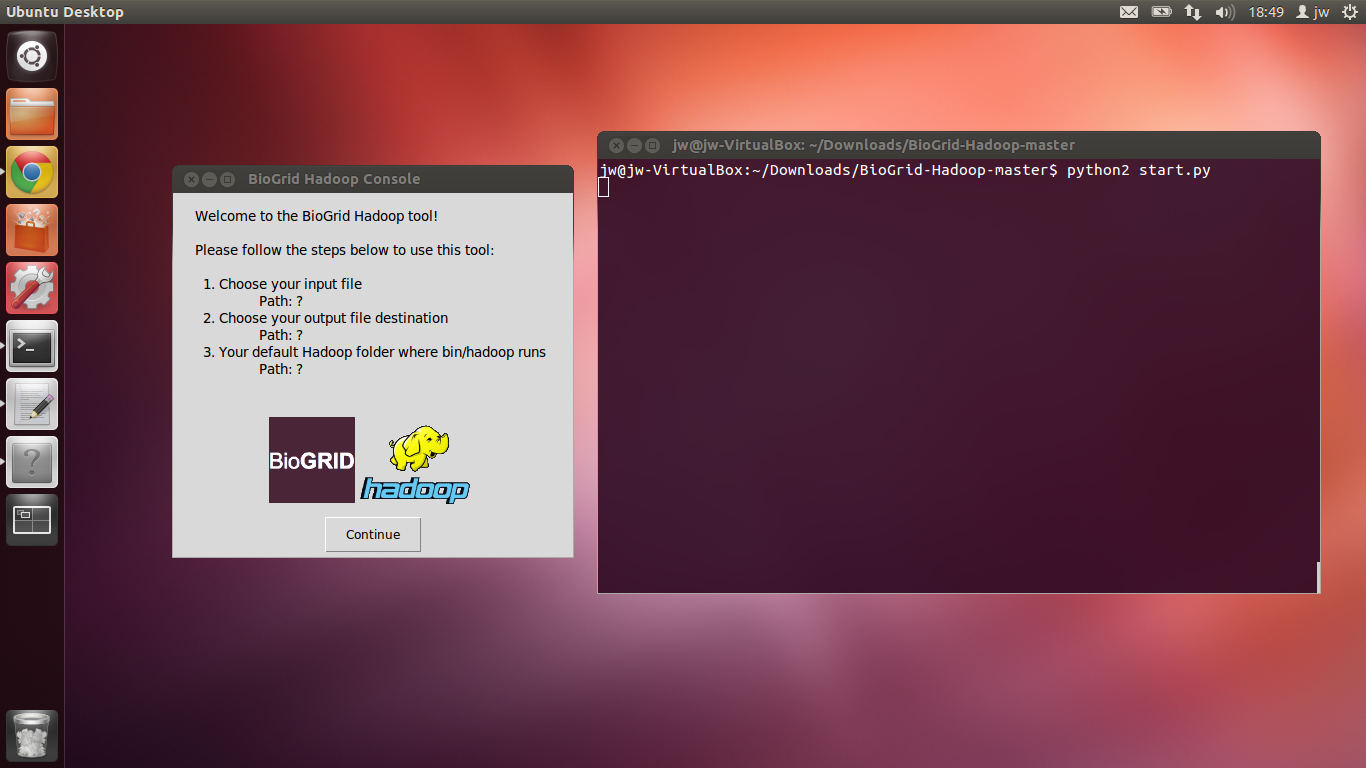 Ubuntu Desktop
18:49
jw
BioGrid Hadoop Console
Welcome to the BioGrid Hadoop tool!
Please follow the steps below to use this tool:
1. Choose your input file
Path: ?
2. Choose your output file destination
Path: ?
3. Your default Hadoop folder where bin/hadoop runs
Path: ?
BioGRID
hadoop
Continue
jw@jw-VirtualBox: ~/Downloads/BioGrid-Hadoop-master
jw@jw-VirtualBox:~/Downloads/BioGrid-Hadoop-master$ python2 start.py